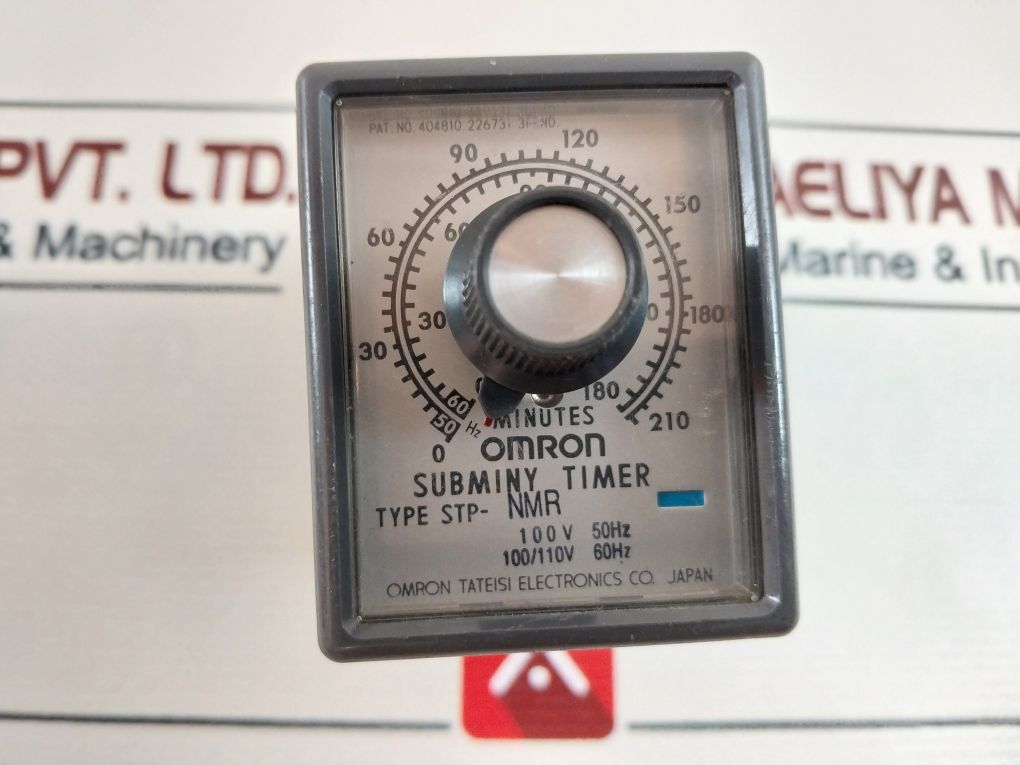 PVT. LTD.
& Machinery
AELIYA M
Marine & In
PAT. NO. 404810 226731
0 30 60 90 120 150 180 210
30 60 180
50 60 Hz
MINUTES
OMRON
SUBMINY TIMER
TYPE STP- NMR
100V 50Hz
100/110V 60Hz
OMRON TATEISI ELECTRONICS CO. JAPAN